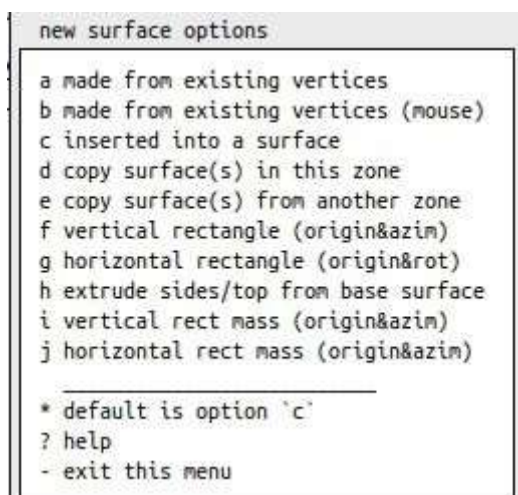 new surface options
a made from existing vertices
b made from existing vertices (mouse)
c inserted into a surface
d copy surface(s) in this zone
e copy surface(s) from another zone
f vertical rectangle (origin&azim)
g horizontal rectangle (origin&rot)
h extrude sides/top from base surface
i vertical rect mass (origin&azim)
j horizontal rect mass (origin&azim)
* default is option `c`
? help
- exit this menu